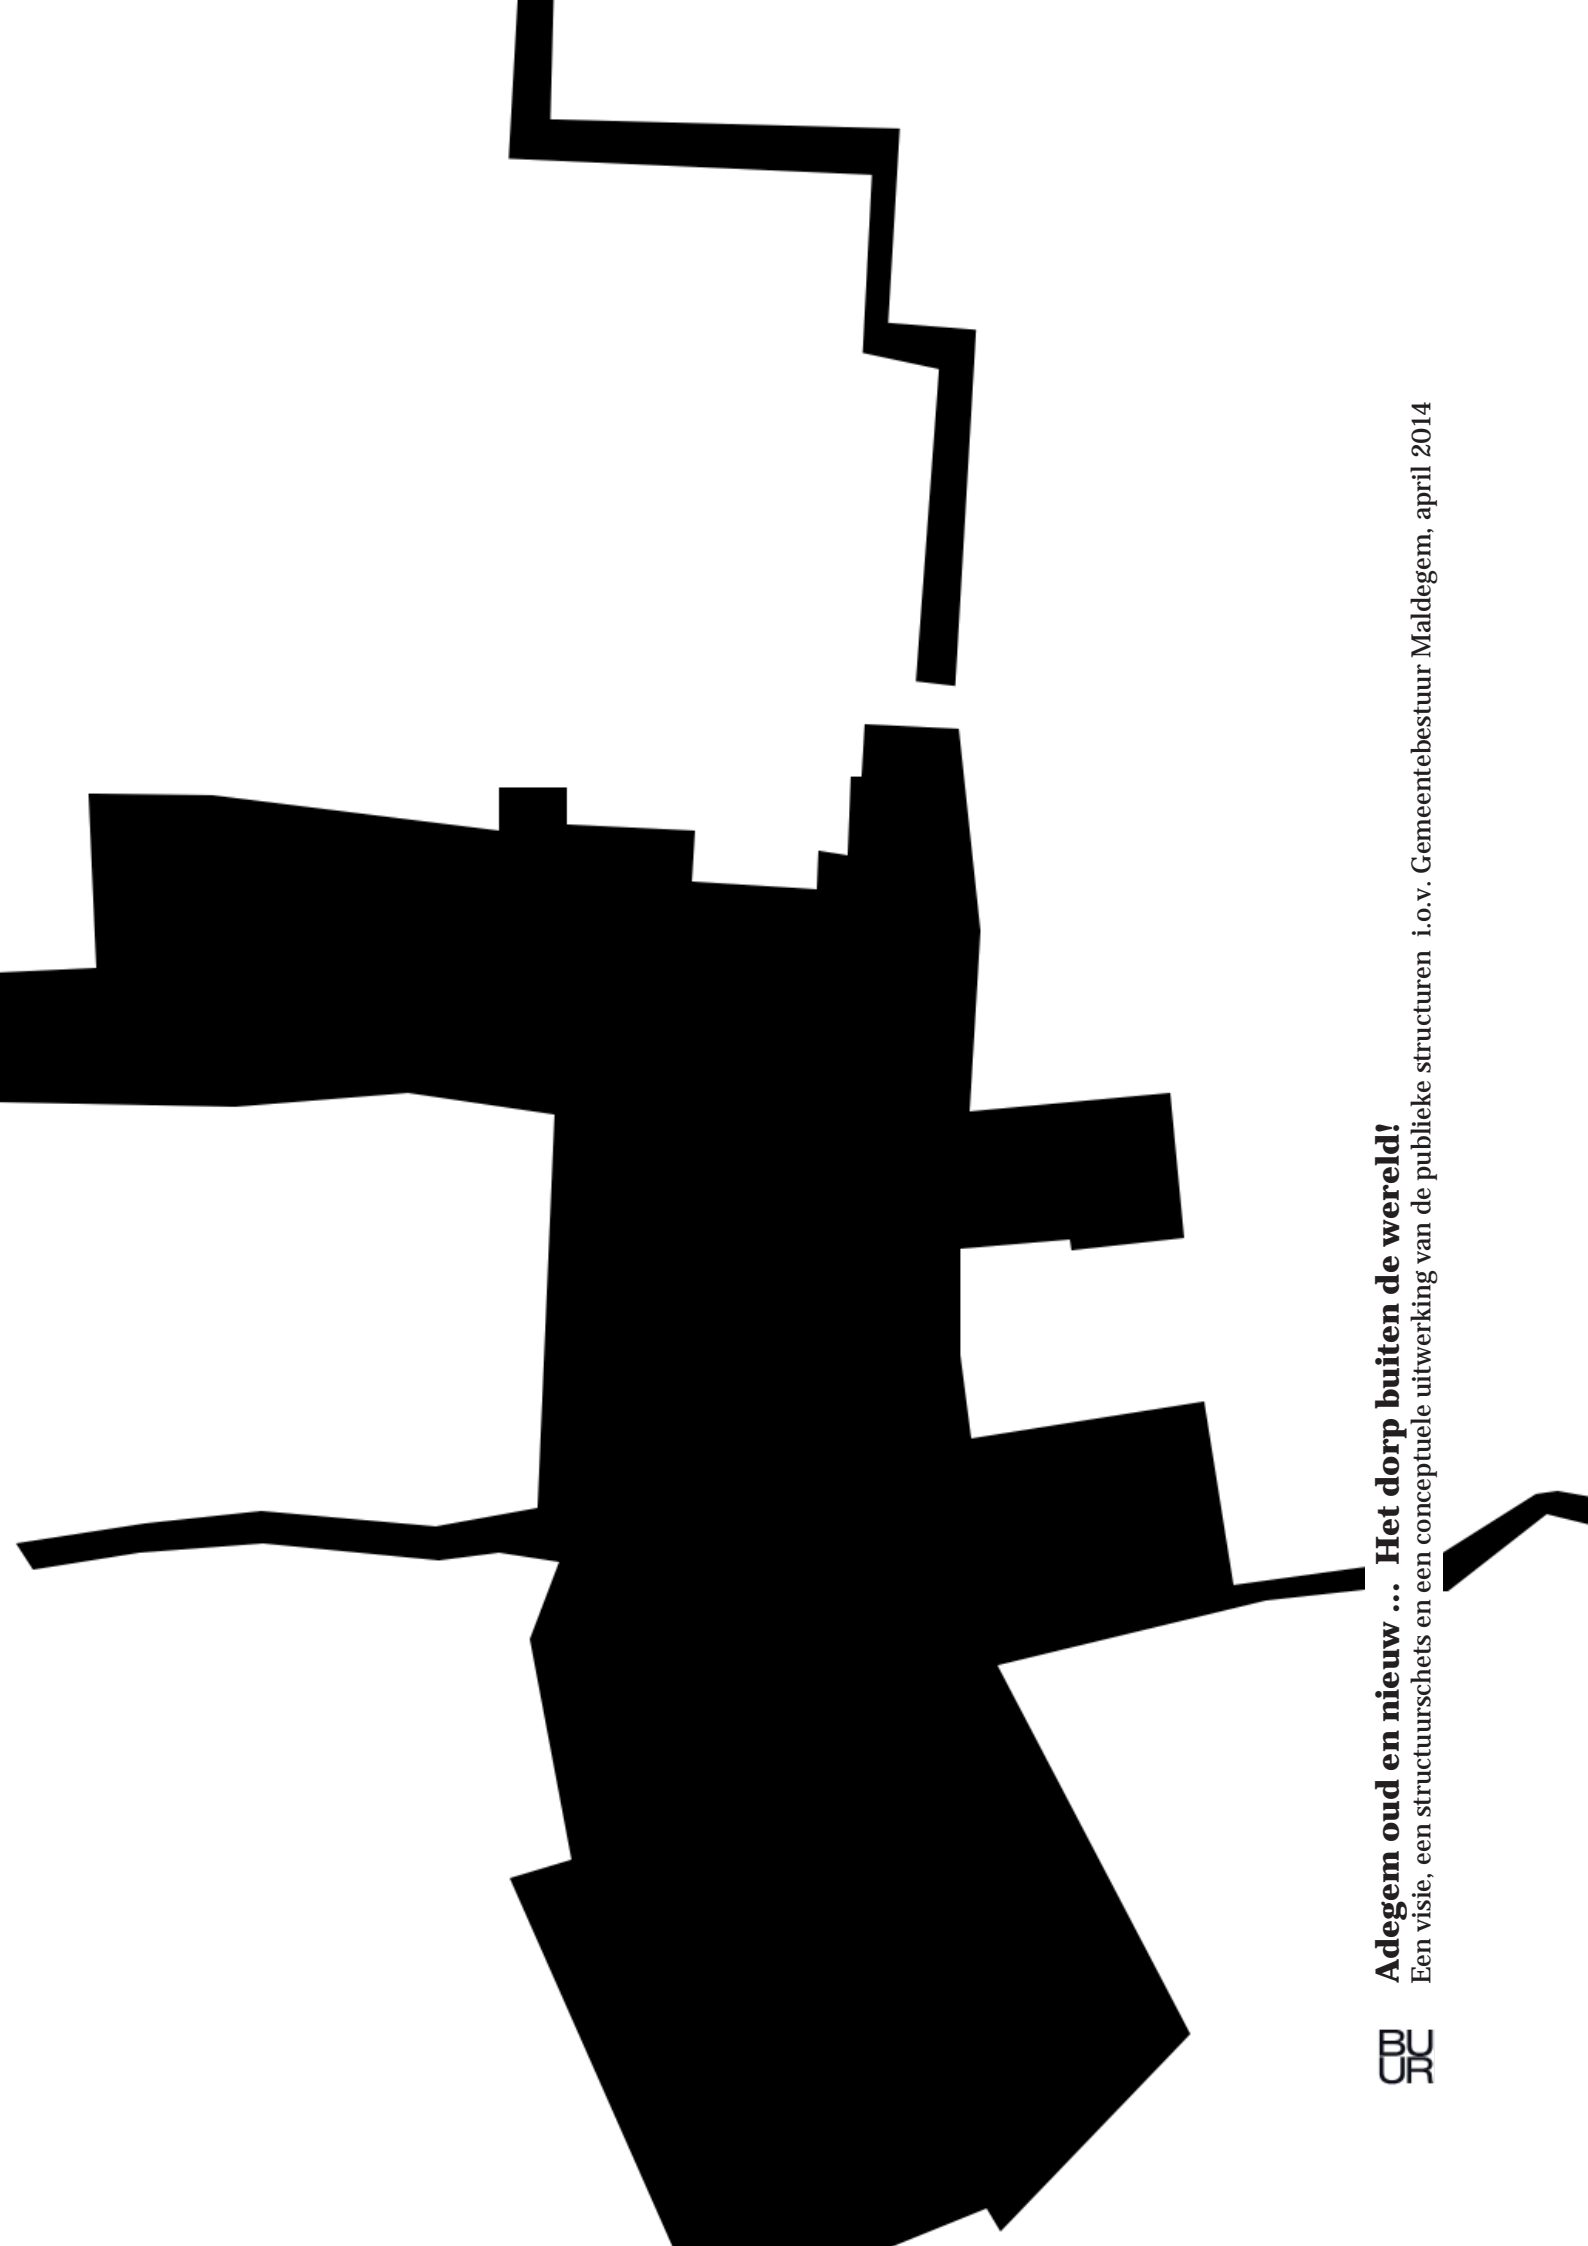 Adegem oud en nieuw ... Het dorp buiten de wereld!
Een visie, een structuurschets en een conceptuele uitwerking van de publieke structuren i.o.v. Gemeentebestuur Maldegem, april 2014
BU
UR